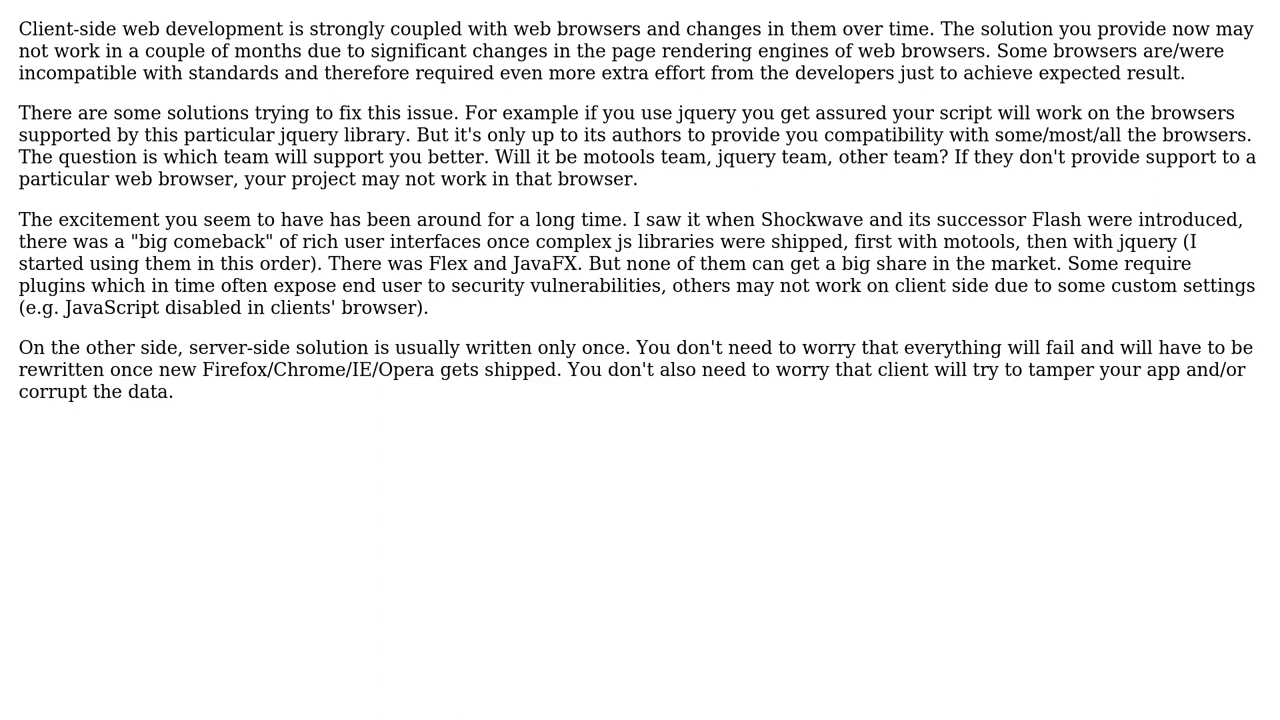 Client-side web development is strongly coupled with web browsers and changes in them over time. The solution you provide now may
not work in a couple of months due to significant changes in the page rendering engines of web browsers. Some browsers are/were
incompatible with standards and therefore required even more extra effort from the developers just to achieve expected result.
There are some solutions trying to fix this issue. For example if you use jquery you get assured your script will work on the browsers
supported by this particular jquery library. But it's only up to its authors to provide you compatibility with some/most/all the browsers.
The question is which team will support you better. Will it be motools team, jquery team, other team? If they don't provide support to a
particular web browser, your project may not work in that browser.
The excitement you seem to have has been around for a long time. I saw it when Shockwave and its successor Flash were introduced,
there was a "big comeback" of rich user interfaces once complex js libraries were shipped, first with motools, then with jquery (I
started using them in this order). There was Flex and JavaFX. But none of them can get a big share in the market. Some require
plugins which in time often expose end user to security vulnerabilities, others may not work on client side due to some custom settings
(e.g. JavaScript disabled in clients' browser).
On the other side, server-side solution is usually written only once. You don't need to worry that everything will fail and will have to be
rewritten once new Firefox/Chrome/IE/Opera gets shipped. You don't also need to worry that client will try to tamper your app and/or
corrupt the data.